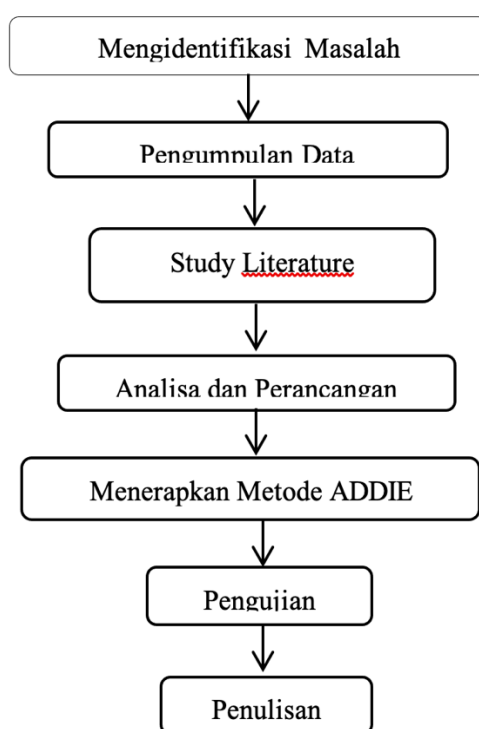 Mengidentifikasi Masalah
Pengumpulan Data
Study Literature
Analisa dan Perancangan
Menerapkan Metode ADDIE
Pengujian
Penulisan